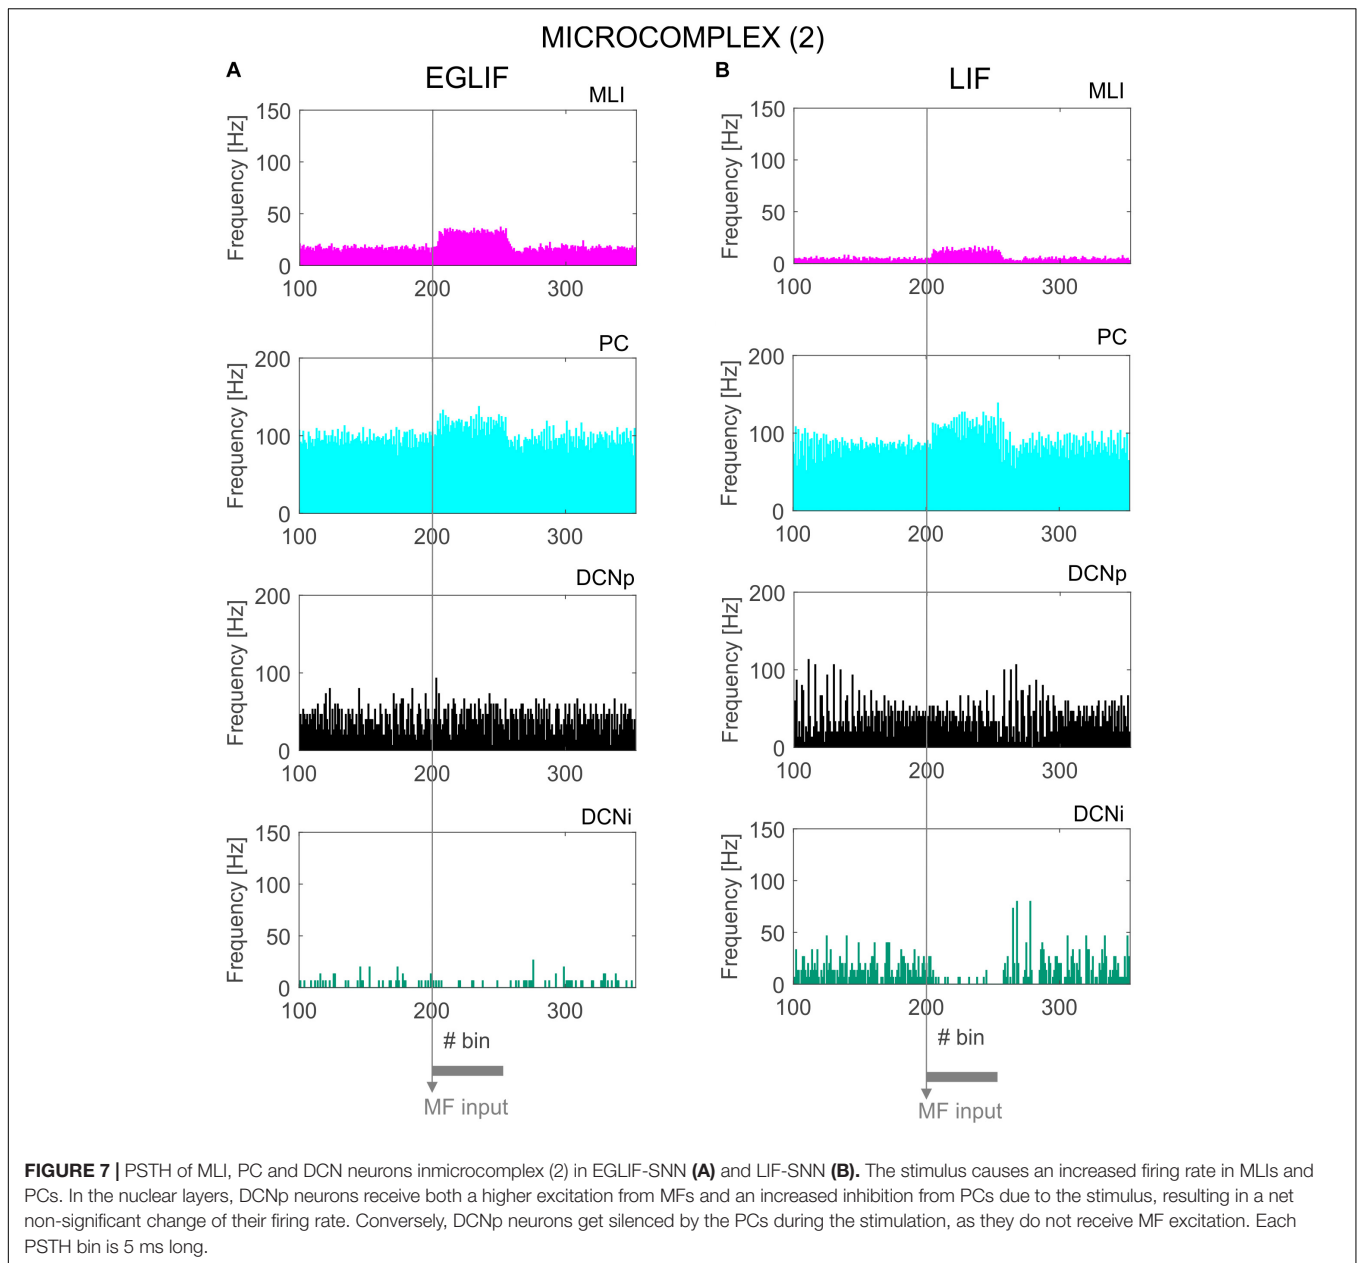 MICROCOMPLEX (2)
A
EGLIF
MLI
Frequency [Hz]
150
100
50
0
100
200
300
PC
Frequency [Hz]
200
100
0
100
200
300
DCNp
Frequency [Hz]
200
100
0
100
200
300
DCNi
Frequency [Hz]
150
100
50
0
100
200
300
# bin
MF input
B
LIF
MLI
Frequency [Hz]
150
100
50
0
100
200
300
PC
Frequency [Hz]
200
100
0
100
200
300
DCNp
Frequency [Hz]
200
100
0
100
200
300
DCNi
Frequency [Hz]
150
100
50
0
100
200
300
# bin
MF input
FIGURE 7 | PSTH of MLI, PC and DCN neurons inmicrocomplex (2) in EGLIF-SNN (A) and LIF-SNN (B). The stimulus causes an increased firing rate in MLIs and
PCs. In the nuclear layers, DCNp neurons receive both a higher excitation from MFs and an increased inhibition from PCs due to the stimulus, resulting in a net
non-significant change of their firing rate. Conversely, DCNp neurons get silenced by the PCs during the stimulation, as they do not receive MF excitation. Each
PSTH bin is 5 ms long.